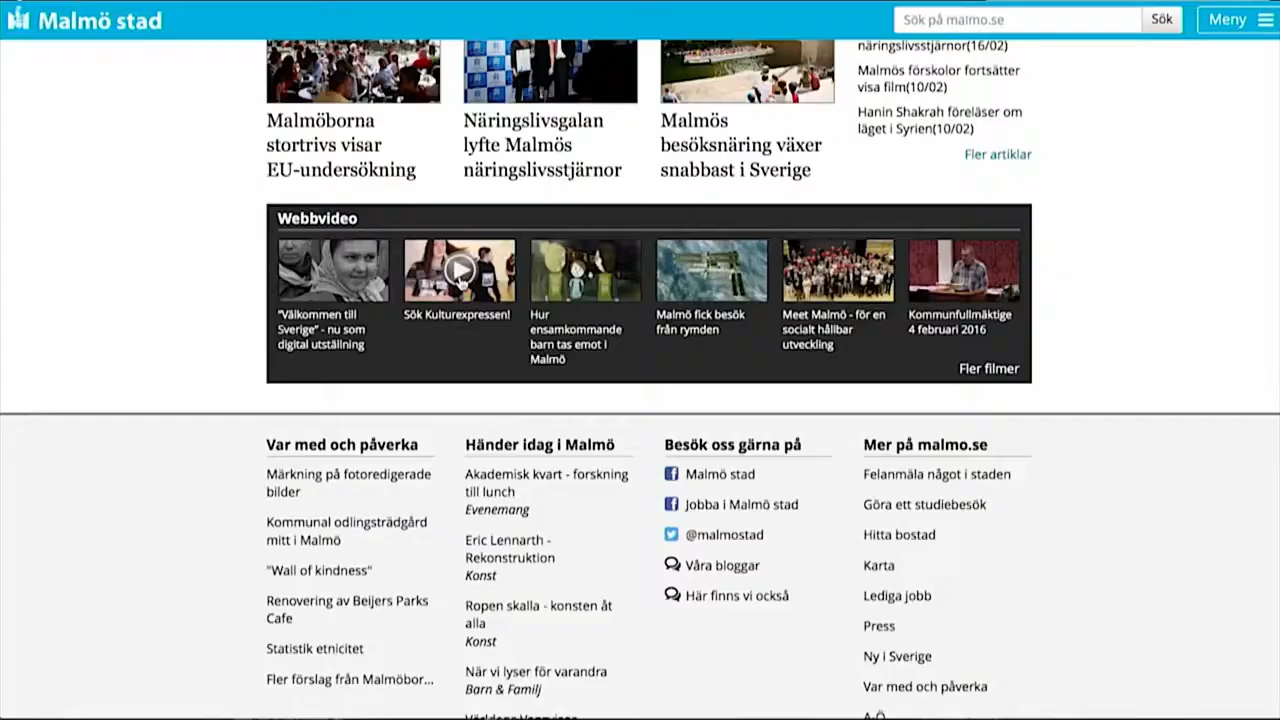 Malmö stad
Sök på malmo.se
Sök
Meny
Malmöborna
stortrivs visar
EU-undersökning
Näringslivsgalan
lyfte Malmös
näringslivsstjärnor
Malmös
besöksnäring växer
snabbast i Sverige
näringslivsstjärnor(16/02)
Malmös förskolor fortsätter
visa film(10/02)
Hanin Shakrah föreläser om
läget i Syrien(10/02)
Fler artiklar
Webbvideo
"Välkommen till
Sverige" - nu som
digital utställning
Sök Kulturexpressen!
Hur
ensamkommande
barn tas emot i
Malmö
Malmö fick besök
från rymden
Meet Malmö - för en
socialt hållbar
utveckling
Kommunfullmäktige
4 februari 2016
Fler filmer
Var med och påverka
Märkning på fotoredigerade
bilder
Kommunal odlingsträdgård
mitt i Malmö
"Wall of kindness"
Renovering av Beijers Parks
Cafe
Statistik etnicitet
Fler förslag från Malmöbor...
Händer idag i Malmö
Akademisk kvart - forskning
till lunch
Evenemang
Eric Lennarth -
Rekonstruktion
Konst
Ropen skalla - konsten åt
alla
Konst
När vi lyser för varandra
Barn & Familj
Besök oss gärna på
Malmö stad
Jobba i Malmö stad
@malmostad
Våra bloggar
Här finns vi också
Mer på malmo.se
Felanmäla något i staden
Göra ett studiebesök
Hitta bostad
Karta
Lediga jobb
Press
Ny i Sverige
Var med och påverka
A-Ö